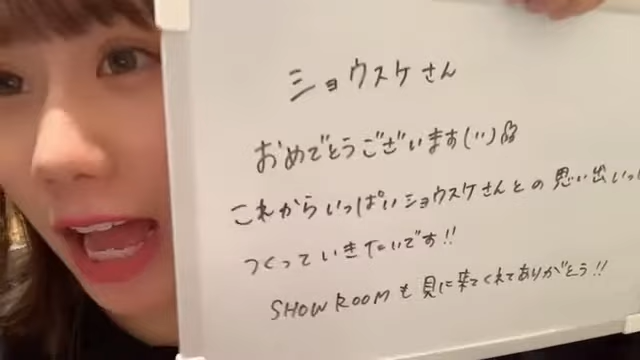 ショウスケさん
おめでとうございます(¨)
これからいっぱいショウスケさんとの思い出いっ
つくっていきたいです!!
SHOWROOMも見に来てくれてありがとう!!